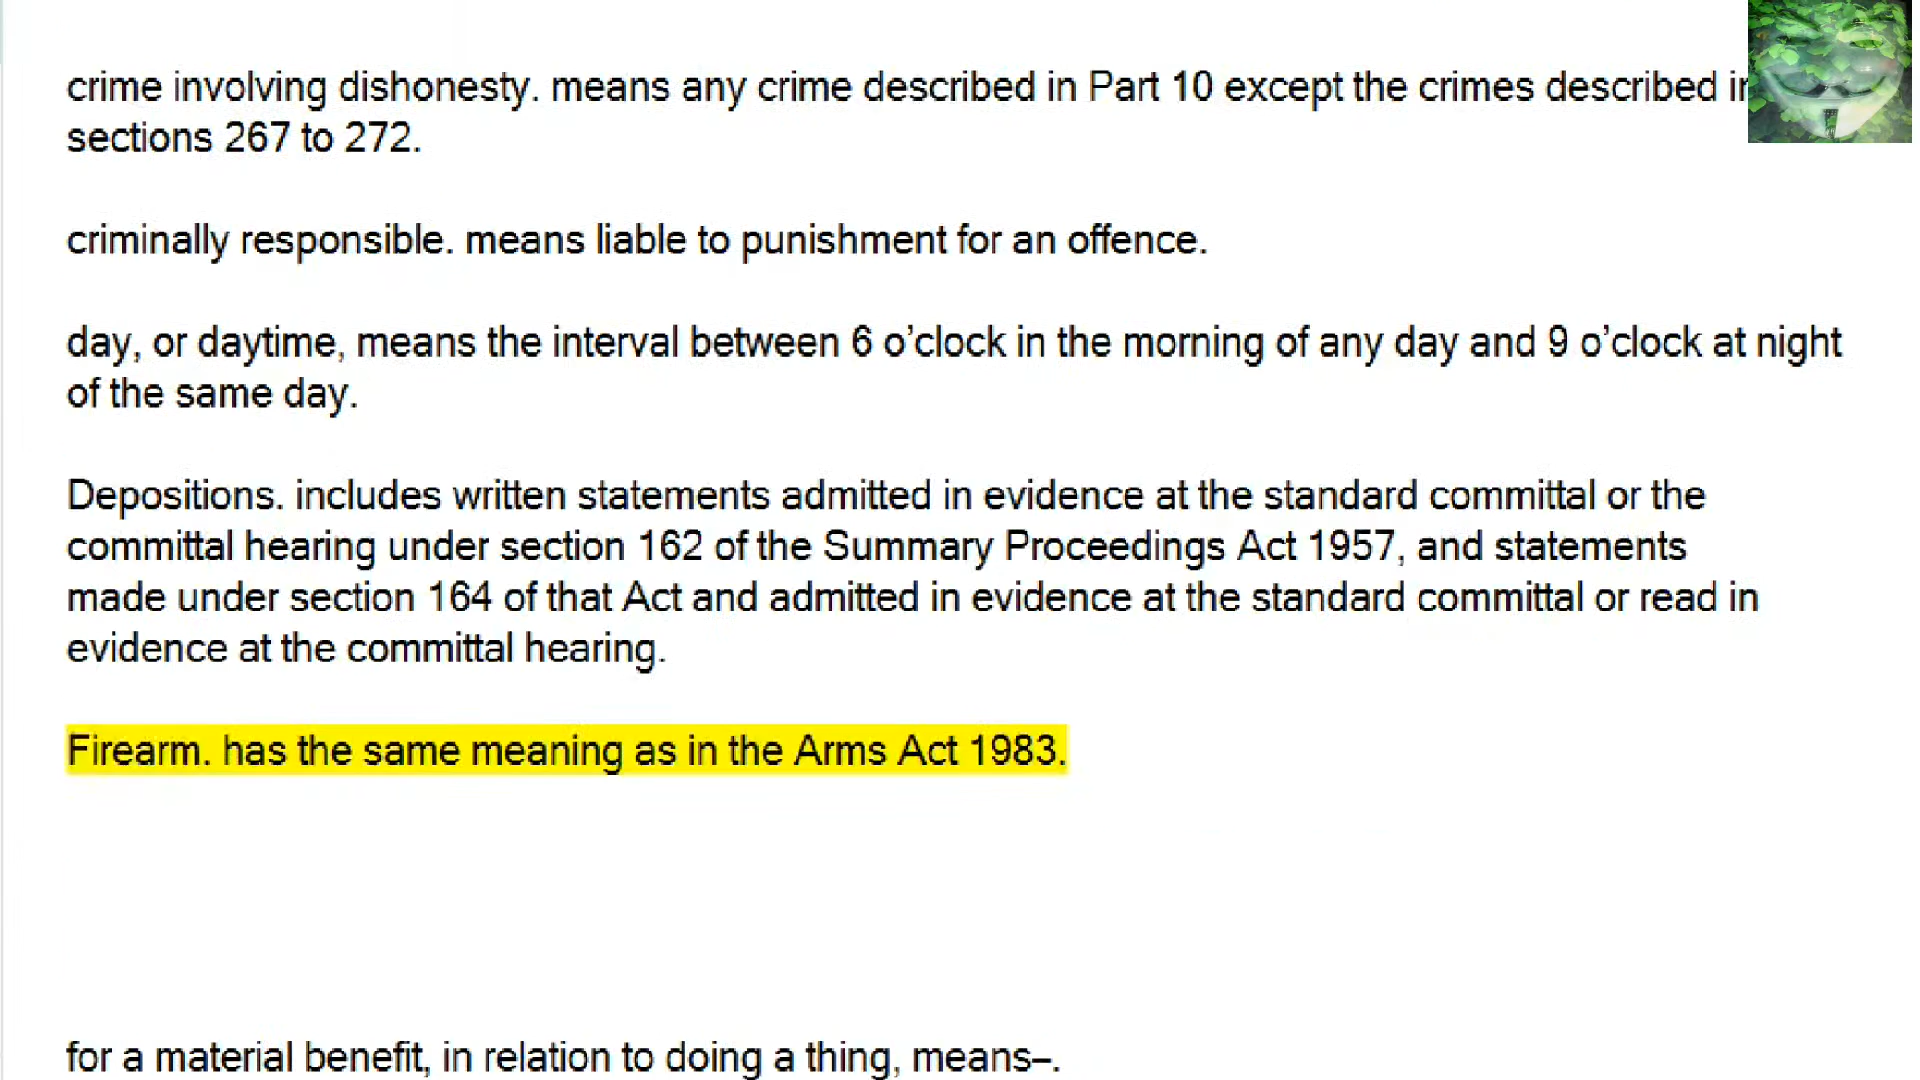 crime involving dishonesty. means any crime described in Part 10 except the crimes described in
sections 267 to 272.
criminally responsible. means liable to punishment for an offence.
day, or daytime, means the interval between 6 o’clock in the morning of any day and 9 o’clock at night
of the same day.
Depositions. includes written statements admitted in evidence at the standard committal or the
committal hearing under section 162 of the Summary Proceedings Act 1957, and statements
made under section 164 of that Act and admitted in evidence at the standard committal or read in
evidence at the committal hearing.
Firearm. has the same meaning as in the Arms Act 1983.
for a material benefit, in relation to doing a thing, means–.